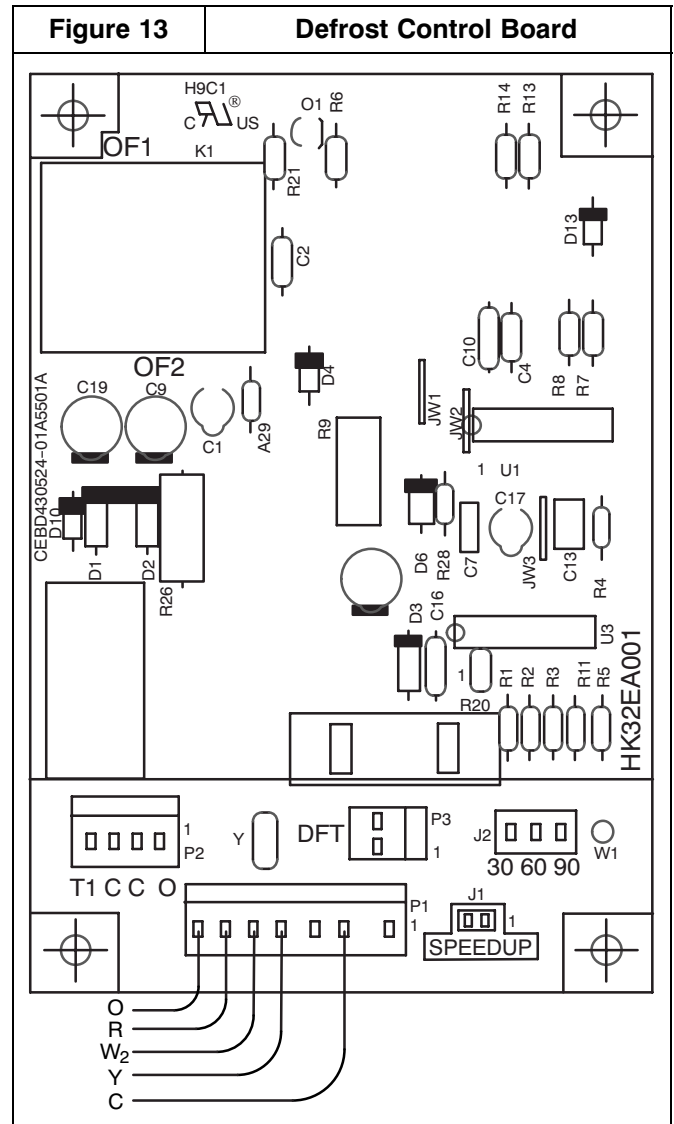 Figure 13 Defrost Control Board
H9C1
C ® US
O1
R6
R14
R13
OF1
K1
R21
C2
D13
OF2
C10
C4
R8
R7
D4
JW1
JW2
C19
C9
C1
A29
R9
1 U1
CEBD430524-01A5501A
D10
D1
D2
R26
D6
R28
C7
C17
JW3
C13
R4
D3
C16
U3
1
R20
R1
R2
R3
R11
R5
HK32EA001
1
P2
T1 C C O
Y
DFT
P3
1
J2
30 60 90
W1
P1
1
J1
1
SPEEDUP
O
R
W2
Y
C